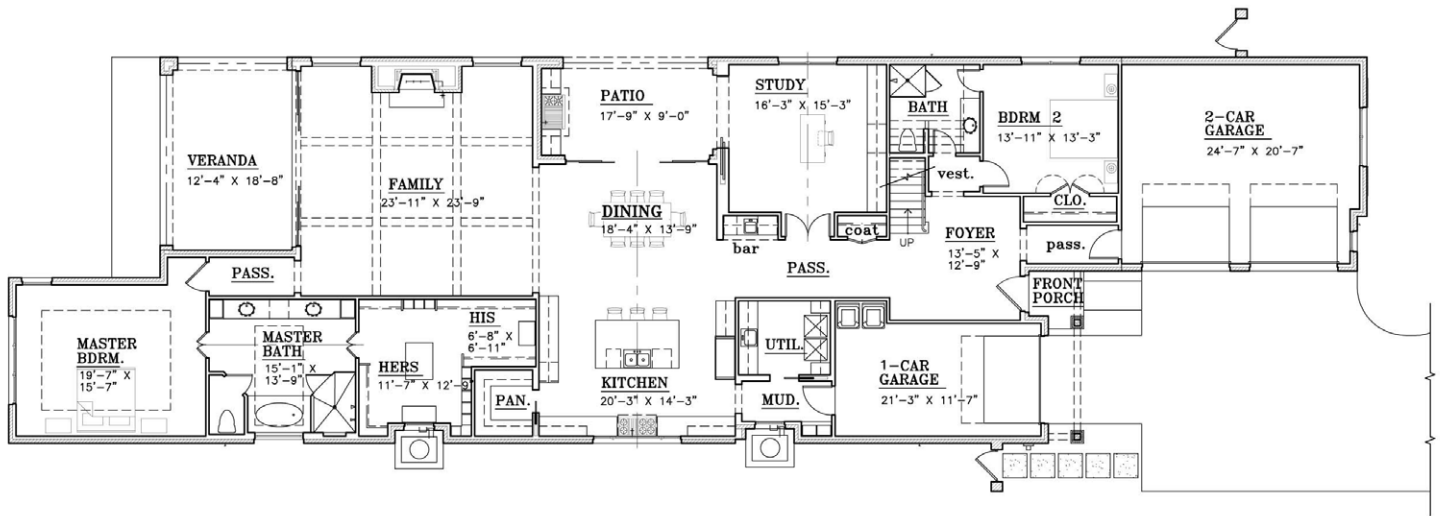 VERANDA
12'-4" X 18'-8"
FAMILY
23'-11" X 23'-9"
PATIO
17'-9" X 9'-0"
STUDY
16'-3" X 15'-3"
BATH
BDRM 2
13'-11" X 13'-3"
2-CAR
GARAGE
24'-7" X 20'-7"
vest.
CLO.
DINING
18'-4" X 13'-9"
bar
coat
UP
FOYER
13'-5" X
12'-9"
pass.
PASS.
PASS.
FRONT
PORCH
MASTER
BDRM.
19'-7" X
15'-7"
MASTER
BATH
15'-1" X
13'-9"
HIS
6'-8" X
6'-11"
HERS
11'-7" X 12'-9"
PAN.
KITCHEN
20'-3" X 14'-3"
UTIL.
MUD.
1-CAR
GARAGE
21'-3" X 11'-7"